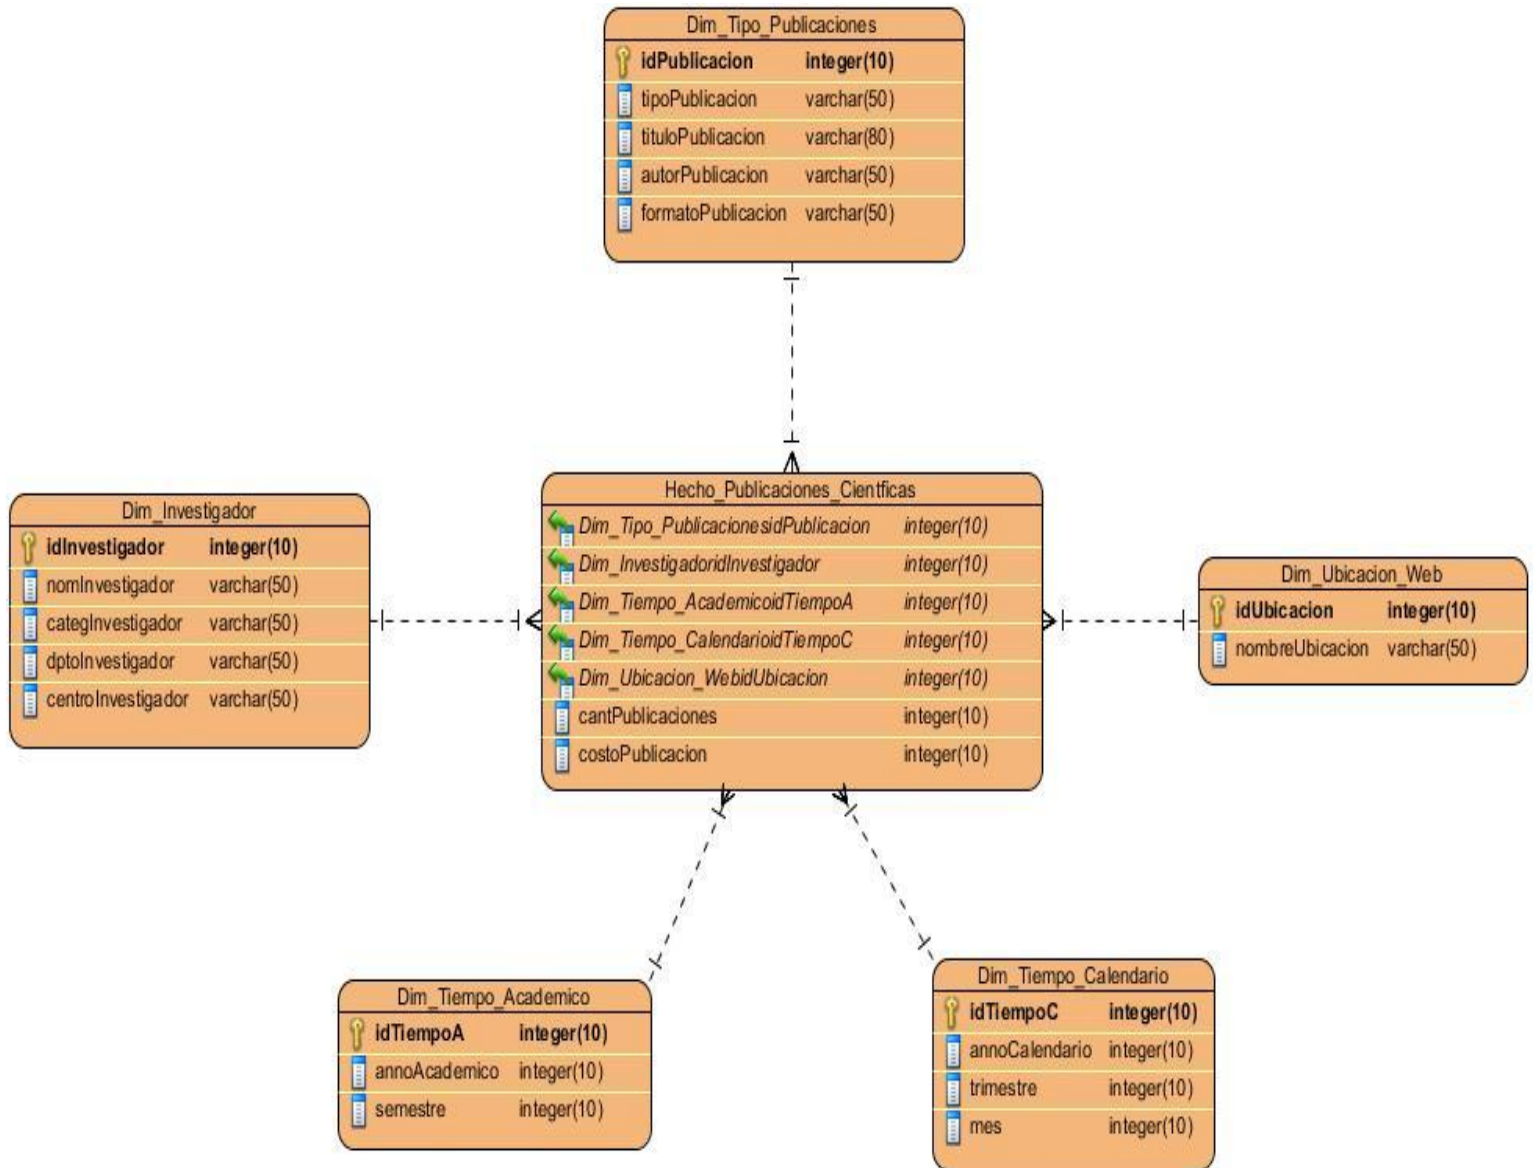 Dim_Tipo_Publicaciones
idPublicacion integer(10)
tipoPublicacion varchar(50)
tituloPublicacion varchar(80)
autorPublicacion varchar(50)
formatoPublicacion varchar(50)
Dim_Investigador
idInvestigador integer(10)
nomInvestigador varchar(50)
categInvestigador varchar(50)
dptoInvestigador varchar(50)
centroInvestigador varchar(50)
Hecho_Publicaciones_Cientficas
Dim_Tipo_PublicacionesidPublicacion integer(10)
Dim_InvestigadoridInvestigador integer(10)
Dim_Tiempo_AcademicoidTiempoA integer(10)
Dim_Tiempo_CalendarioidTiempoC integer(10)
Dim_Ubicacion_WebidUbicacion integer(10)
cantPublicaciones integer(10)
costoPublicacion integer(10)
Dim_Ubicacion_Web
idUbicacion integer(10)
nombreUbicacion varchar(50)
Dim_Tiempo_Academico
idTiempoA integer(10)
annoAcademico integer(10)
semestre integer(10)
Dim_Tiempo_Calendario
idTiempoC integer(10)
annoCalendario integer(10)
trimestre integer(10)
mes integer(10)